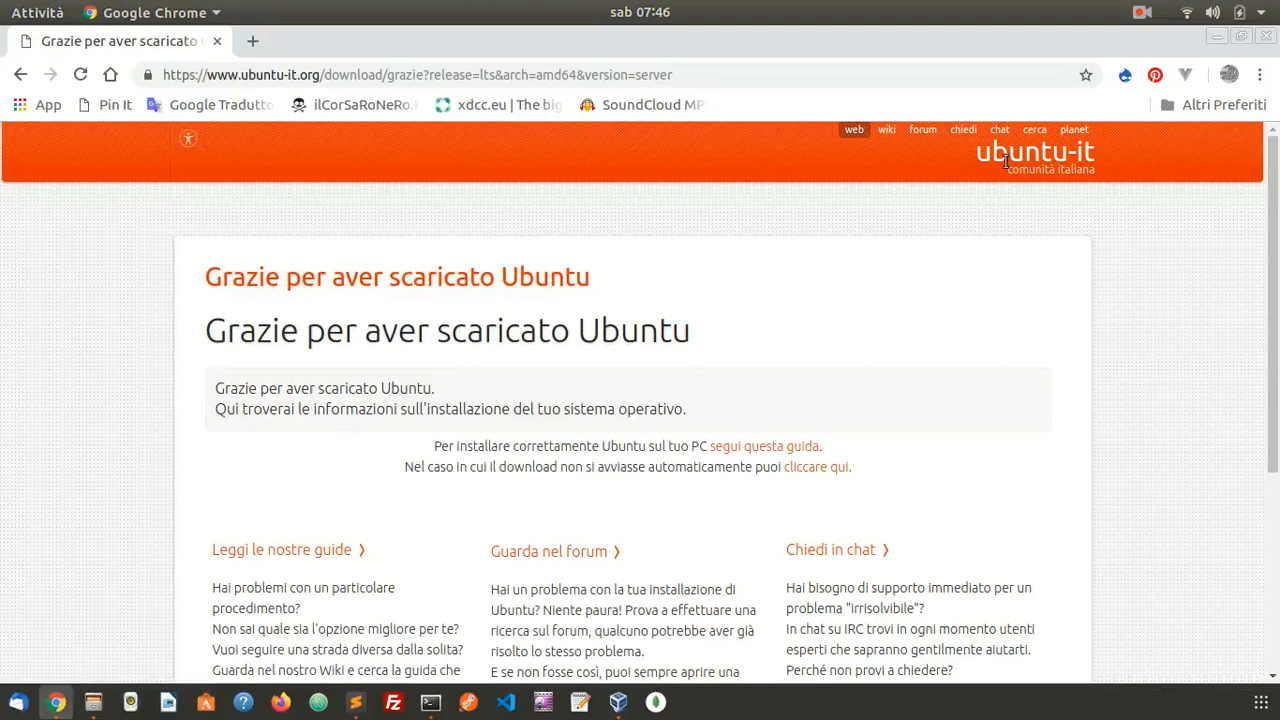 Attività
Google Chrome
sab 07:46
Grazie per aver scaricato
https://www.ubuntu-it.org/download/grazie?release=lts&arch=amd64&version=server
App
Pin It
Google Tradutto
ilCorSaRoNeRo.
xdcc.eu | The big
SoundCloud MP
Altri Preferiti
web wiki forum chiedi chat cerca planet
ubuntu-it
comunità italiana
Grazie per aver scaricato Ubuntu
Grazie per aver scaricato Ubuntu
Grazie per aver scaricato Ubuntu.
Qui troverai le informazioni sull'installazione del tuo sistema operativo.
Per installare correttamente Ubuntu sul tuo PC segui questa guida.
Nel caso in cui il download non si avviasse automaticamente puoi cliccare qui.
Leggi le nostre guide ❭
Hai problemi con un particolare
procedimento?
Non sai quale sia l'opzione migliore per te?
Vuoi seguire una strada diversa dalla solita?
Guarda nel nostro Wiki e cerca la guida che
Guarda nel forum ❭
Hai un problema con la tua installazione di
Ubuntu? Niente paura! Prova a effettuare una
ricerca sul forum, qualcuno potrebbe aver già
risolto lo stesso problema.
E se non fosse così, puoi sempre aprire una
Chiedi in chat ❭
Hai bisogno di supporto immediato per un
problema "irrisolvibile"?
In chat su IRC trovi in ogni momento utenti
esperti che sapranno gentilmente aiutarti.
Perché non provi a chiedere?